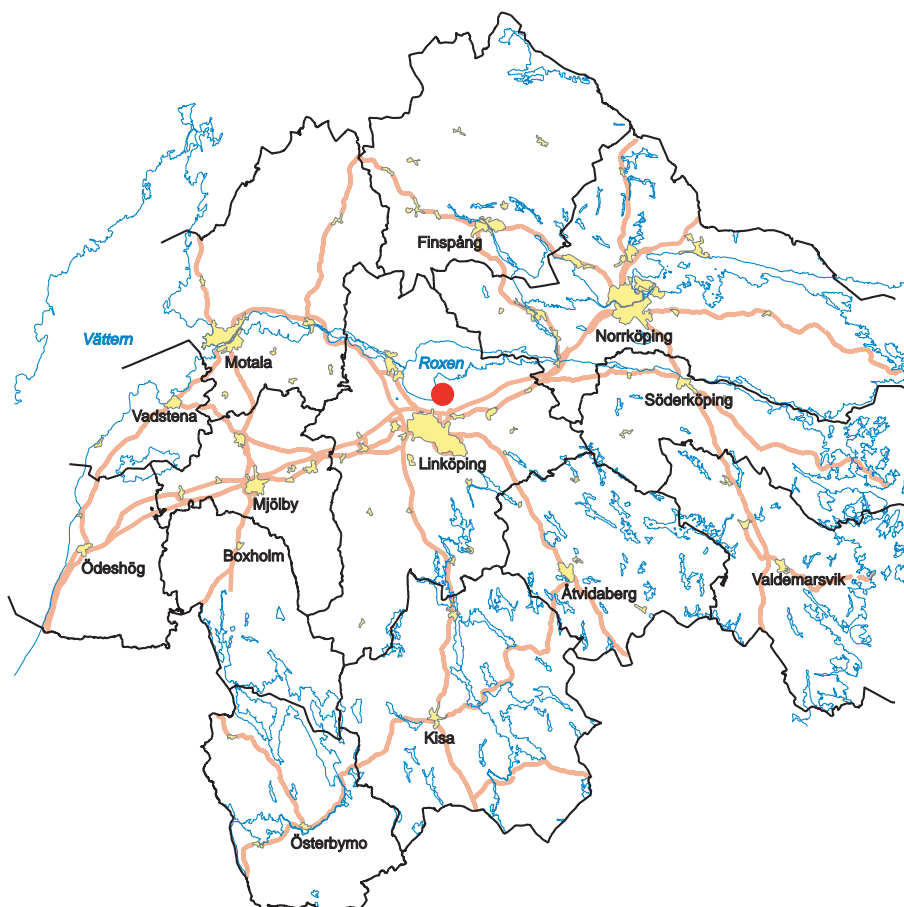 Finspång
Norrköping
Vättern
Motala
Roxen
Vadstena
Söderköping
Linköping
Mjölby
Boxholm
Ödeshög
Åtvidaberg
Valdemarsvik
Kisa
Österbymo